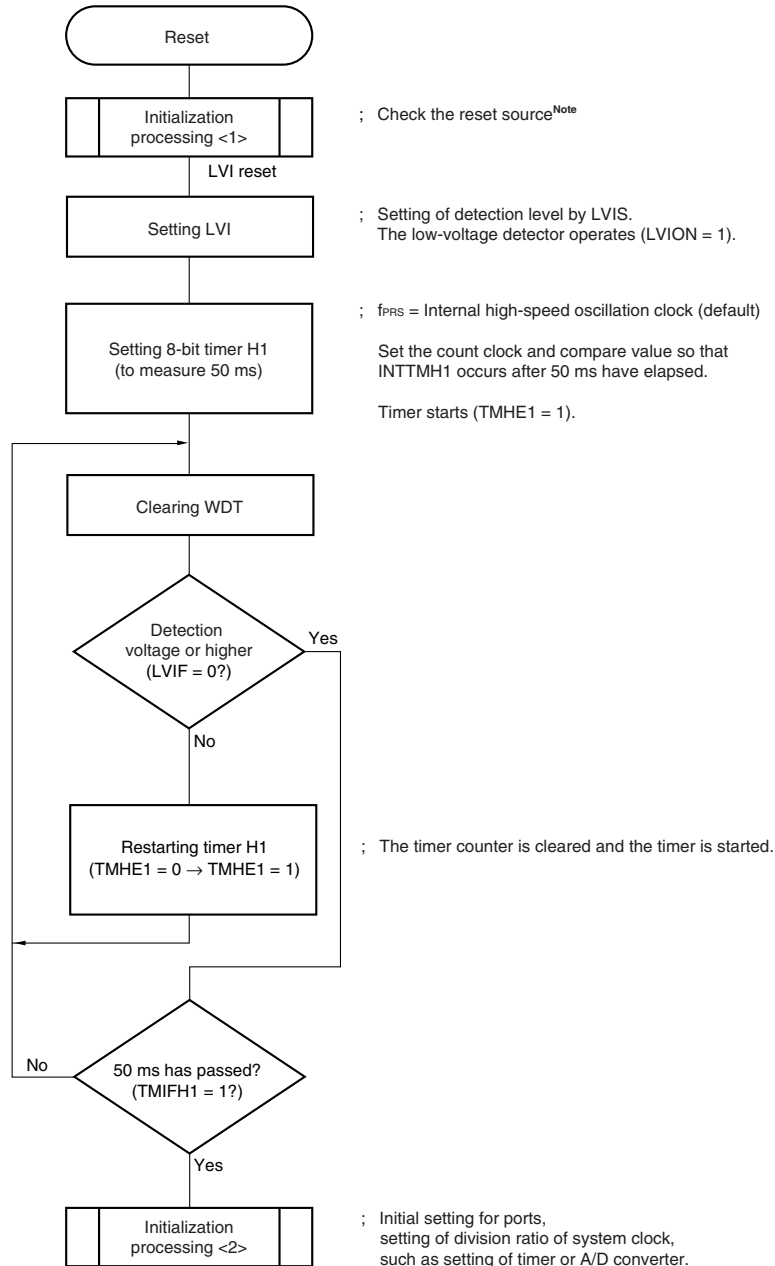 Reset
Initialization
processing <1>
; Check the reset sourceNote
LVI reset
Setting LVI
; Setting of detection level by LVIS.
The low-voltage detector operates (LVION = 1).
Setting 8-bit timer H1
(to measure 50 ms)
; fPRS = Internal high-speed oscillation clock (default)
Set the count clock and compare value so that
INTTMH1 occurs after 50 ms have elapsed.
Timer starts (TMHE1 = 1).
Clearing WDT
Detection
voltage or higher
(LVIF = 0?)
Yes
No
Restarting timer H1
(TMHE1 = 0 → TMHE1 = 1)
; The timer counter is cleared and the timer is started.
No
50 ms has passed?
(TMIFH1 = 1?)
Yes
Initialization
processing <2>
; Initial setting for ports,
setting of division ratio of system clock,
such as setting of timer or A/D converter.